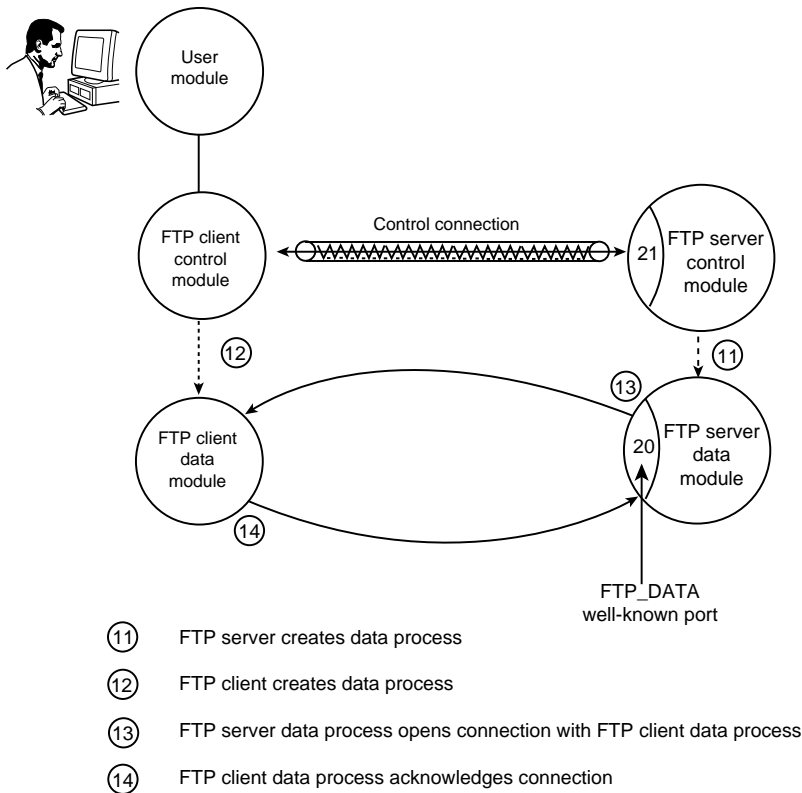 User
module
FTP client
control
module
Control connection
21
FTP server
control
module
12
11
13
FTP client
data
module
20
FTP server
data
module
14
FTP_DATA
well-known port
11 FTP server creates data process
12 FTP client creates data process
13 FTP server data process opens connection with FTP client data process
14 FTP client data process acknowledges connection